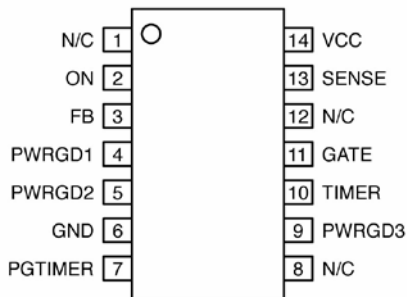 N/C 1 14 VCC
ON 2 13 SENSE
FB 3 12 N/C
PWRGD1 4 11 GATE
PWRGD2 5 10 TIMER
GND 6 9 PWRGD3
PGTIMER 7 8 N/C